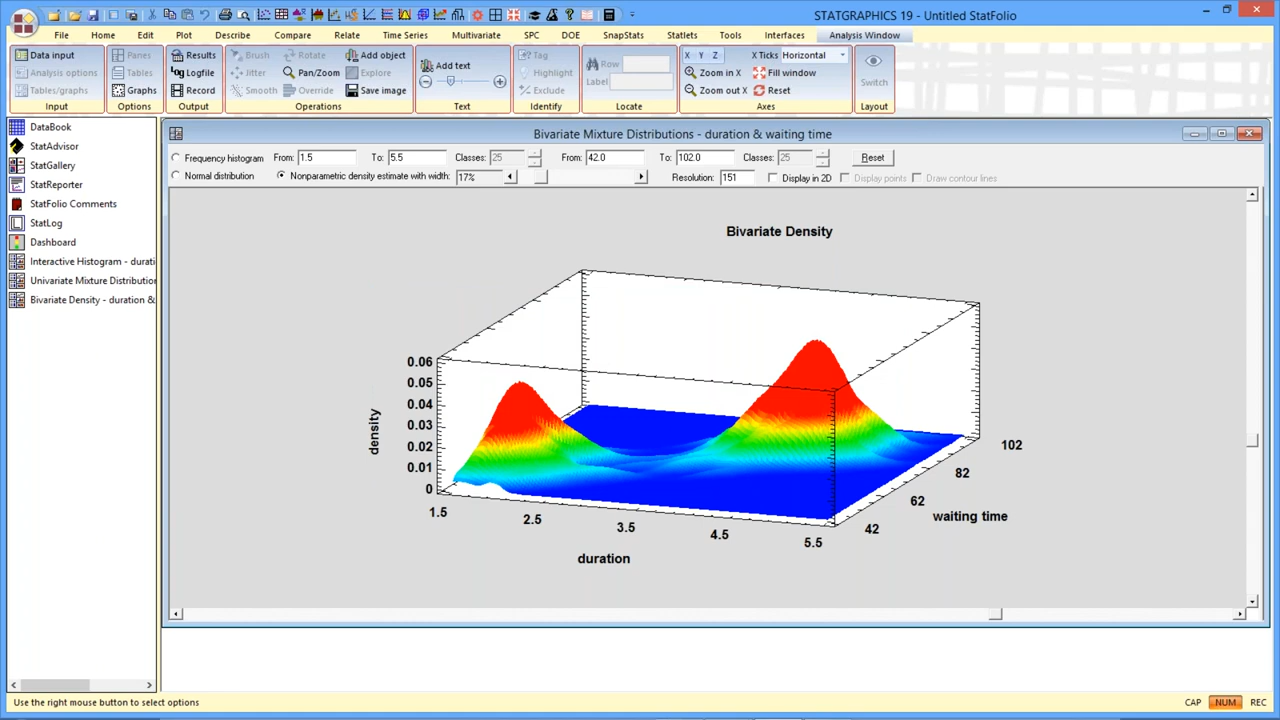 STATGRAPHICS 19 - Untitled StatFolio
File Home Edit Plot Describe Compare Relate Time Series Multivariate SPC DOE SnapStats Statlets Tools Interfaces Analysis Window
Data input Panes Results Brush Rotate Add object Add text Tag Row X Y Z X Ticks Horizontal
Analysis options Tables Logfile Jitter Pan/Zoom Explore Highlight Label Zoom in X Fill window Switch
Tables/graphs Graphs Record Smooth Override Save image Exclude Zoom out X Reset
Input Options Output Operations Text Identify Locate Axes Layout
DataBook
StatAdvisor
StatGallery
StatReporter
StatFolio Comments
StatLog
Dashboard
Interactive Histogram - durati
Univariate Mixture Distributio
Bivariate Density - duration &
Bivariate Mixture Distributions - duration & waiting time
Frequency histogram From: 1.5 To: 5.5 Classes: 25 From: 42.0 To: 102.0 Classes: 25 Reset
Normal distribution Nonparametric density estimate with width: 17% Resolution: 151 Display in 2D Display points Draw contour lines
Bivariate Density
0.06
0.05
0.04
0.03
0.02
0.01
0
density
1.5 2.5 3.5 4.5 5.5
duration
42 62 82 102
waiting time
Use the right mouse button to select options
CAP NUM REC